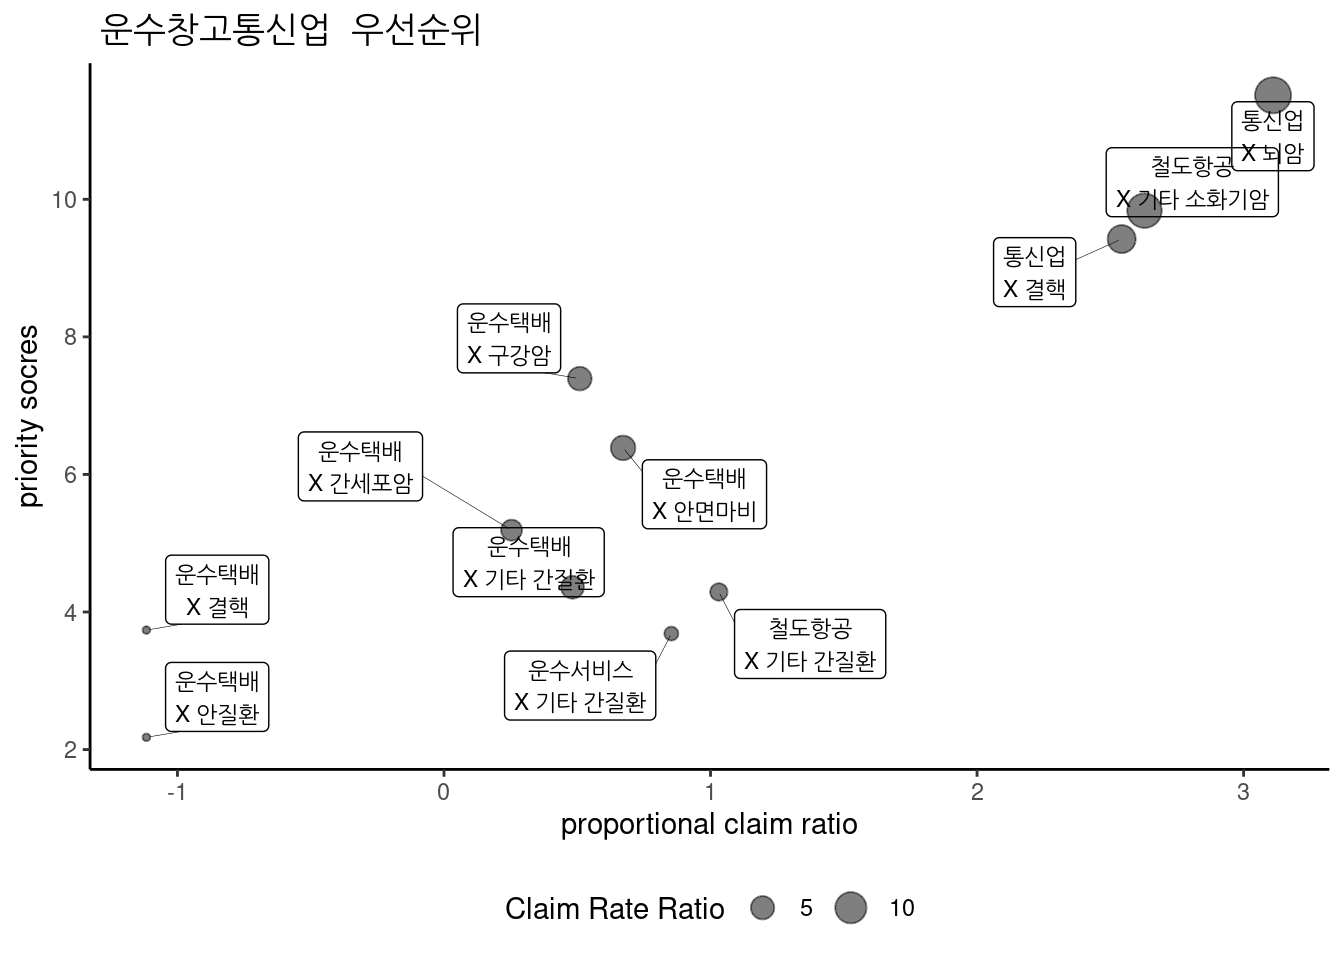 운수창고통신업 우선순위
통신업
X 뇌암
철도항공
X 기타 소화기암
통신업
X 결핵
운수택배
X 구강암
운수택배
X 간세포암
운수택배
X 안면마비
운수택배
X 기타 간질환
운수택배
X 결핵
철도항공
X 기타 간질환
운수서비스
X 기타 간질환
운수택배
X 안질환
priority socres
10
8
6
4
2
-1
0
1
2
3
proportional claim ratio
Claim Rate Ratio 5 10